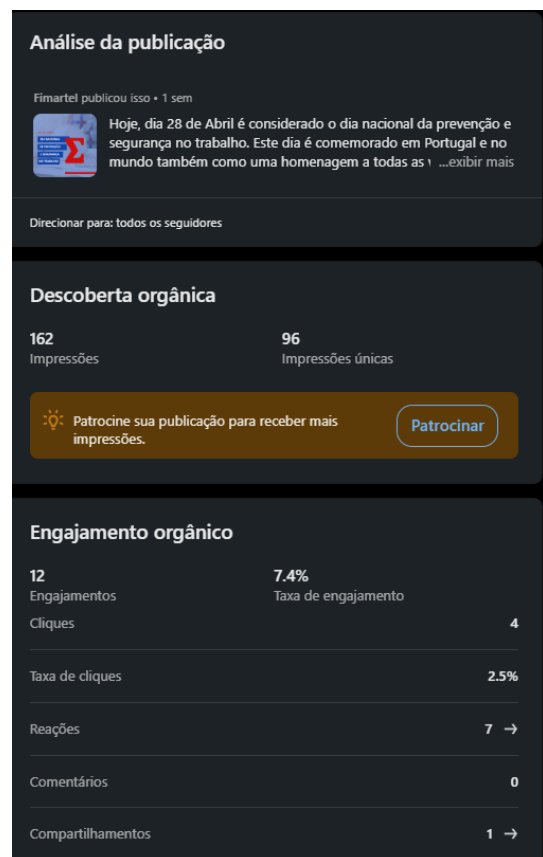 Análise da publicação
Fimartel publicou isso • 1 sem
Hoje, dia 28 de Abril é considerado o dia nacional da prevenção e
segurança no trabalho. Este dia é comemorado em Portugal e no
mundo também como uma homenagem a todas as ...exibir mais
Direcionar para: todos os seguidores
Descoberta orgânica
162 96
Impressões Impressões únicas
Patrocine sua publicação para receber mais
impressões.
Patrocinar
Engajamento orgânico
12 7.4%
Engajamentos Taxa de engajamento
Cliques 4
Taxa de cliques 2.5%
Reações 7 →
Comentários 0
Compartilhamentos 1 →